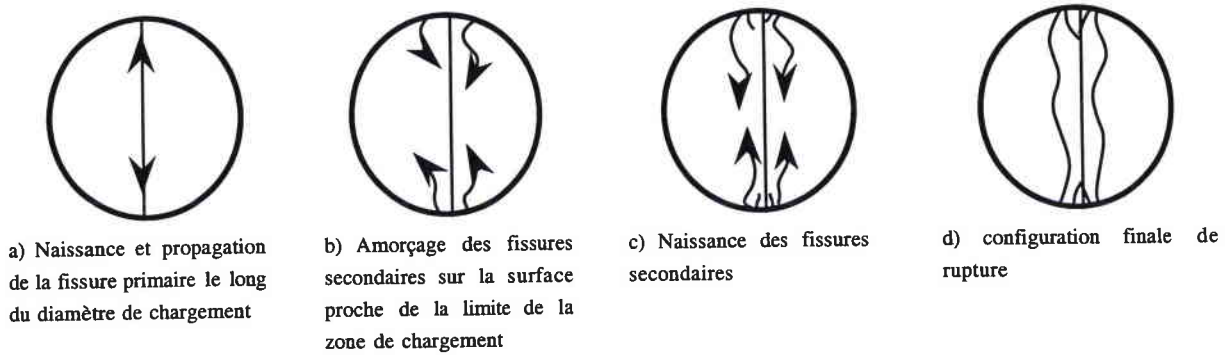 a) Naissance et propagation
de la fissure primaire le long
du diamètre de chargement
b) Amorçage des fissures
secondaires sur la surface
proche de la limite de la
zone de chargement
c) Naissance des fissures
secondaires
d) configuration finale de
rupture